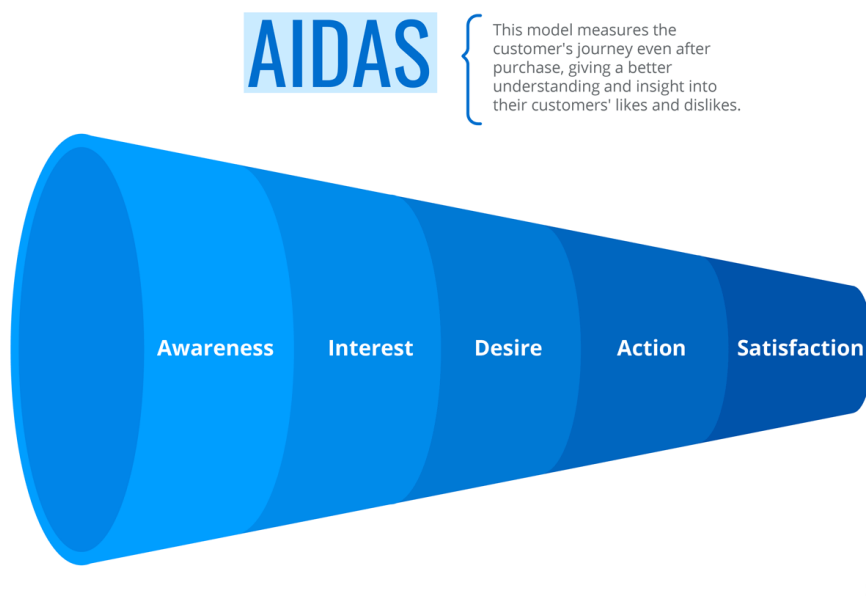 AIDAS
This model measures the
customer's journey even after
purchase, giving a better
understanding and insight into
their customers' likes and dislikes.
Awareness
Interest
Desire
Action
Satisfaction